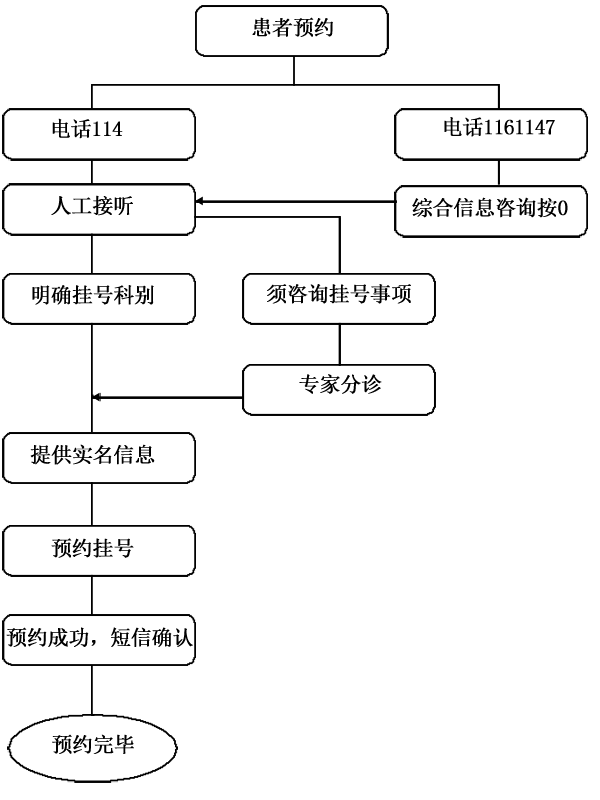 患者预约
电话114
电话1161147
人工接听
综合信息咨询按0
明确挂号科别
须咨询挂号事项
专家分诊
提供实名信息
预约挂号
预约成功，短信确认
预约完毕